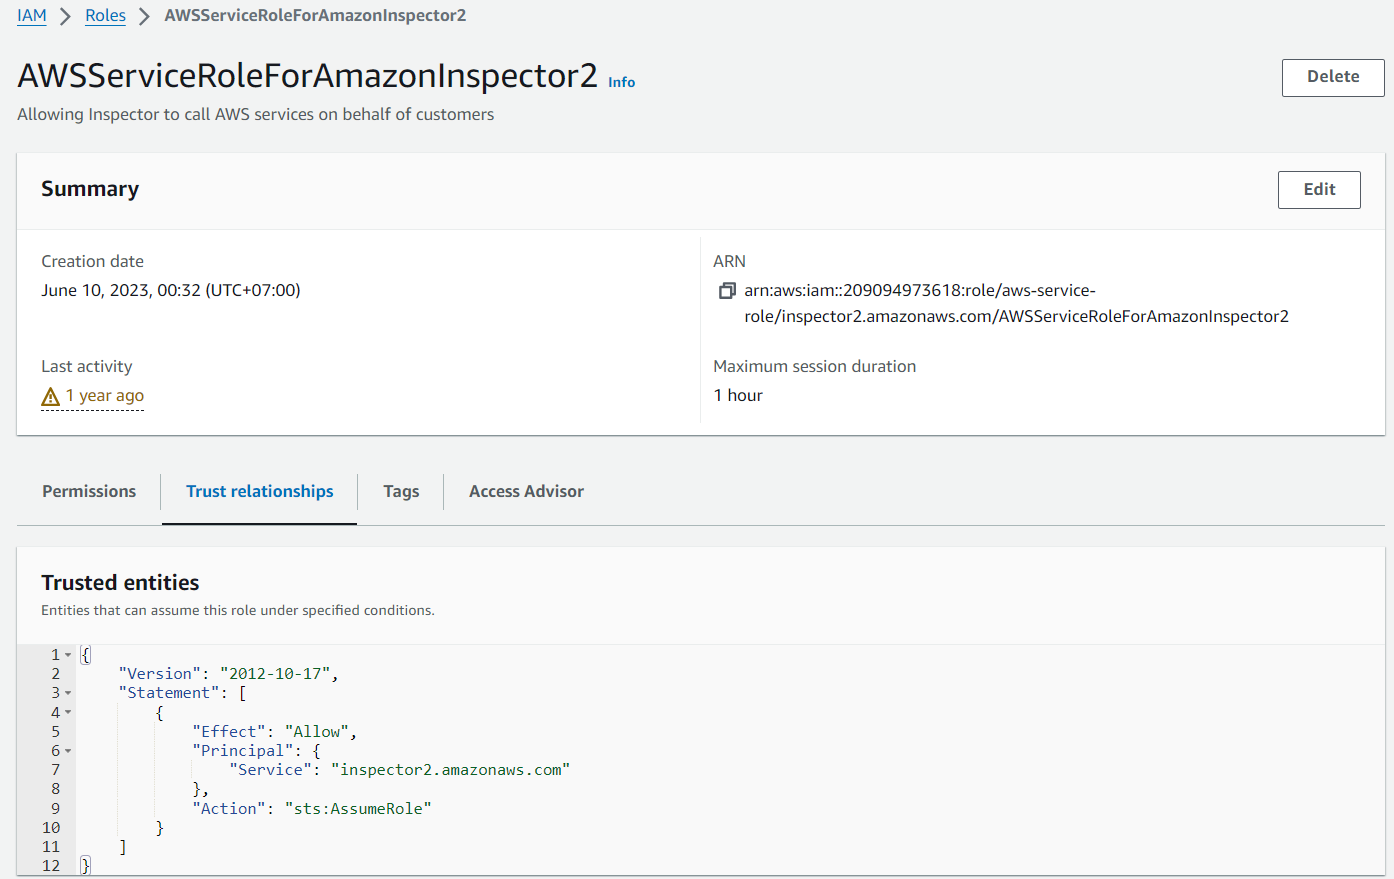 IAM > Roles > AWSServiceRoleForAmazonInspector2
AWSServiceRoleForAmazonInspector2 Info
Delete
Allowing Inspector to call AWS services on behalf of customers
Summary
Edit
Creation date
June 10, 2023, 00:32 (UTC+07:00)
ARN
arn:aws:iam::209094973618:role/aws-service-
role/inspector2.amazonaws.com/AWSServiceRoleForAmazonInspector2
Last activity
1 year ago
Maximum session duration
1 hour
Permissions
Trust relationships
Tags
Access Advisor
Trusted entities
Entities that can assume this role under specified conditions.
1 {
2     "Version": "2012-10-17",
3     "Statement": [
4         {
5             "Effect": "Allow",
6             "Principal": {
7                 "Service": "inspector2.amazonaws.com"
8             },
9             "Action": "sts:AssumeRole"
10         }
11     ]
12 }